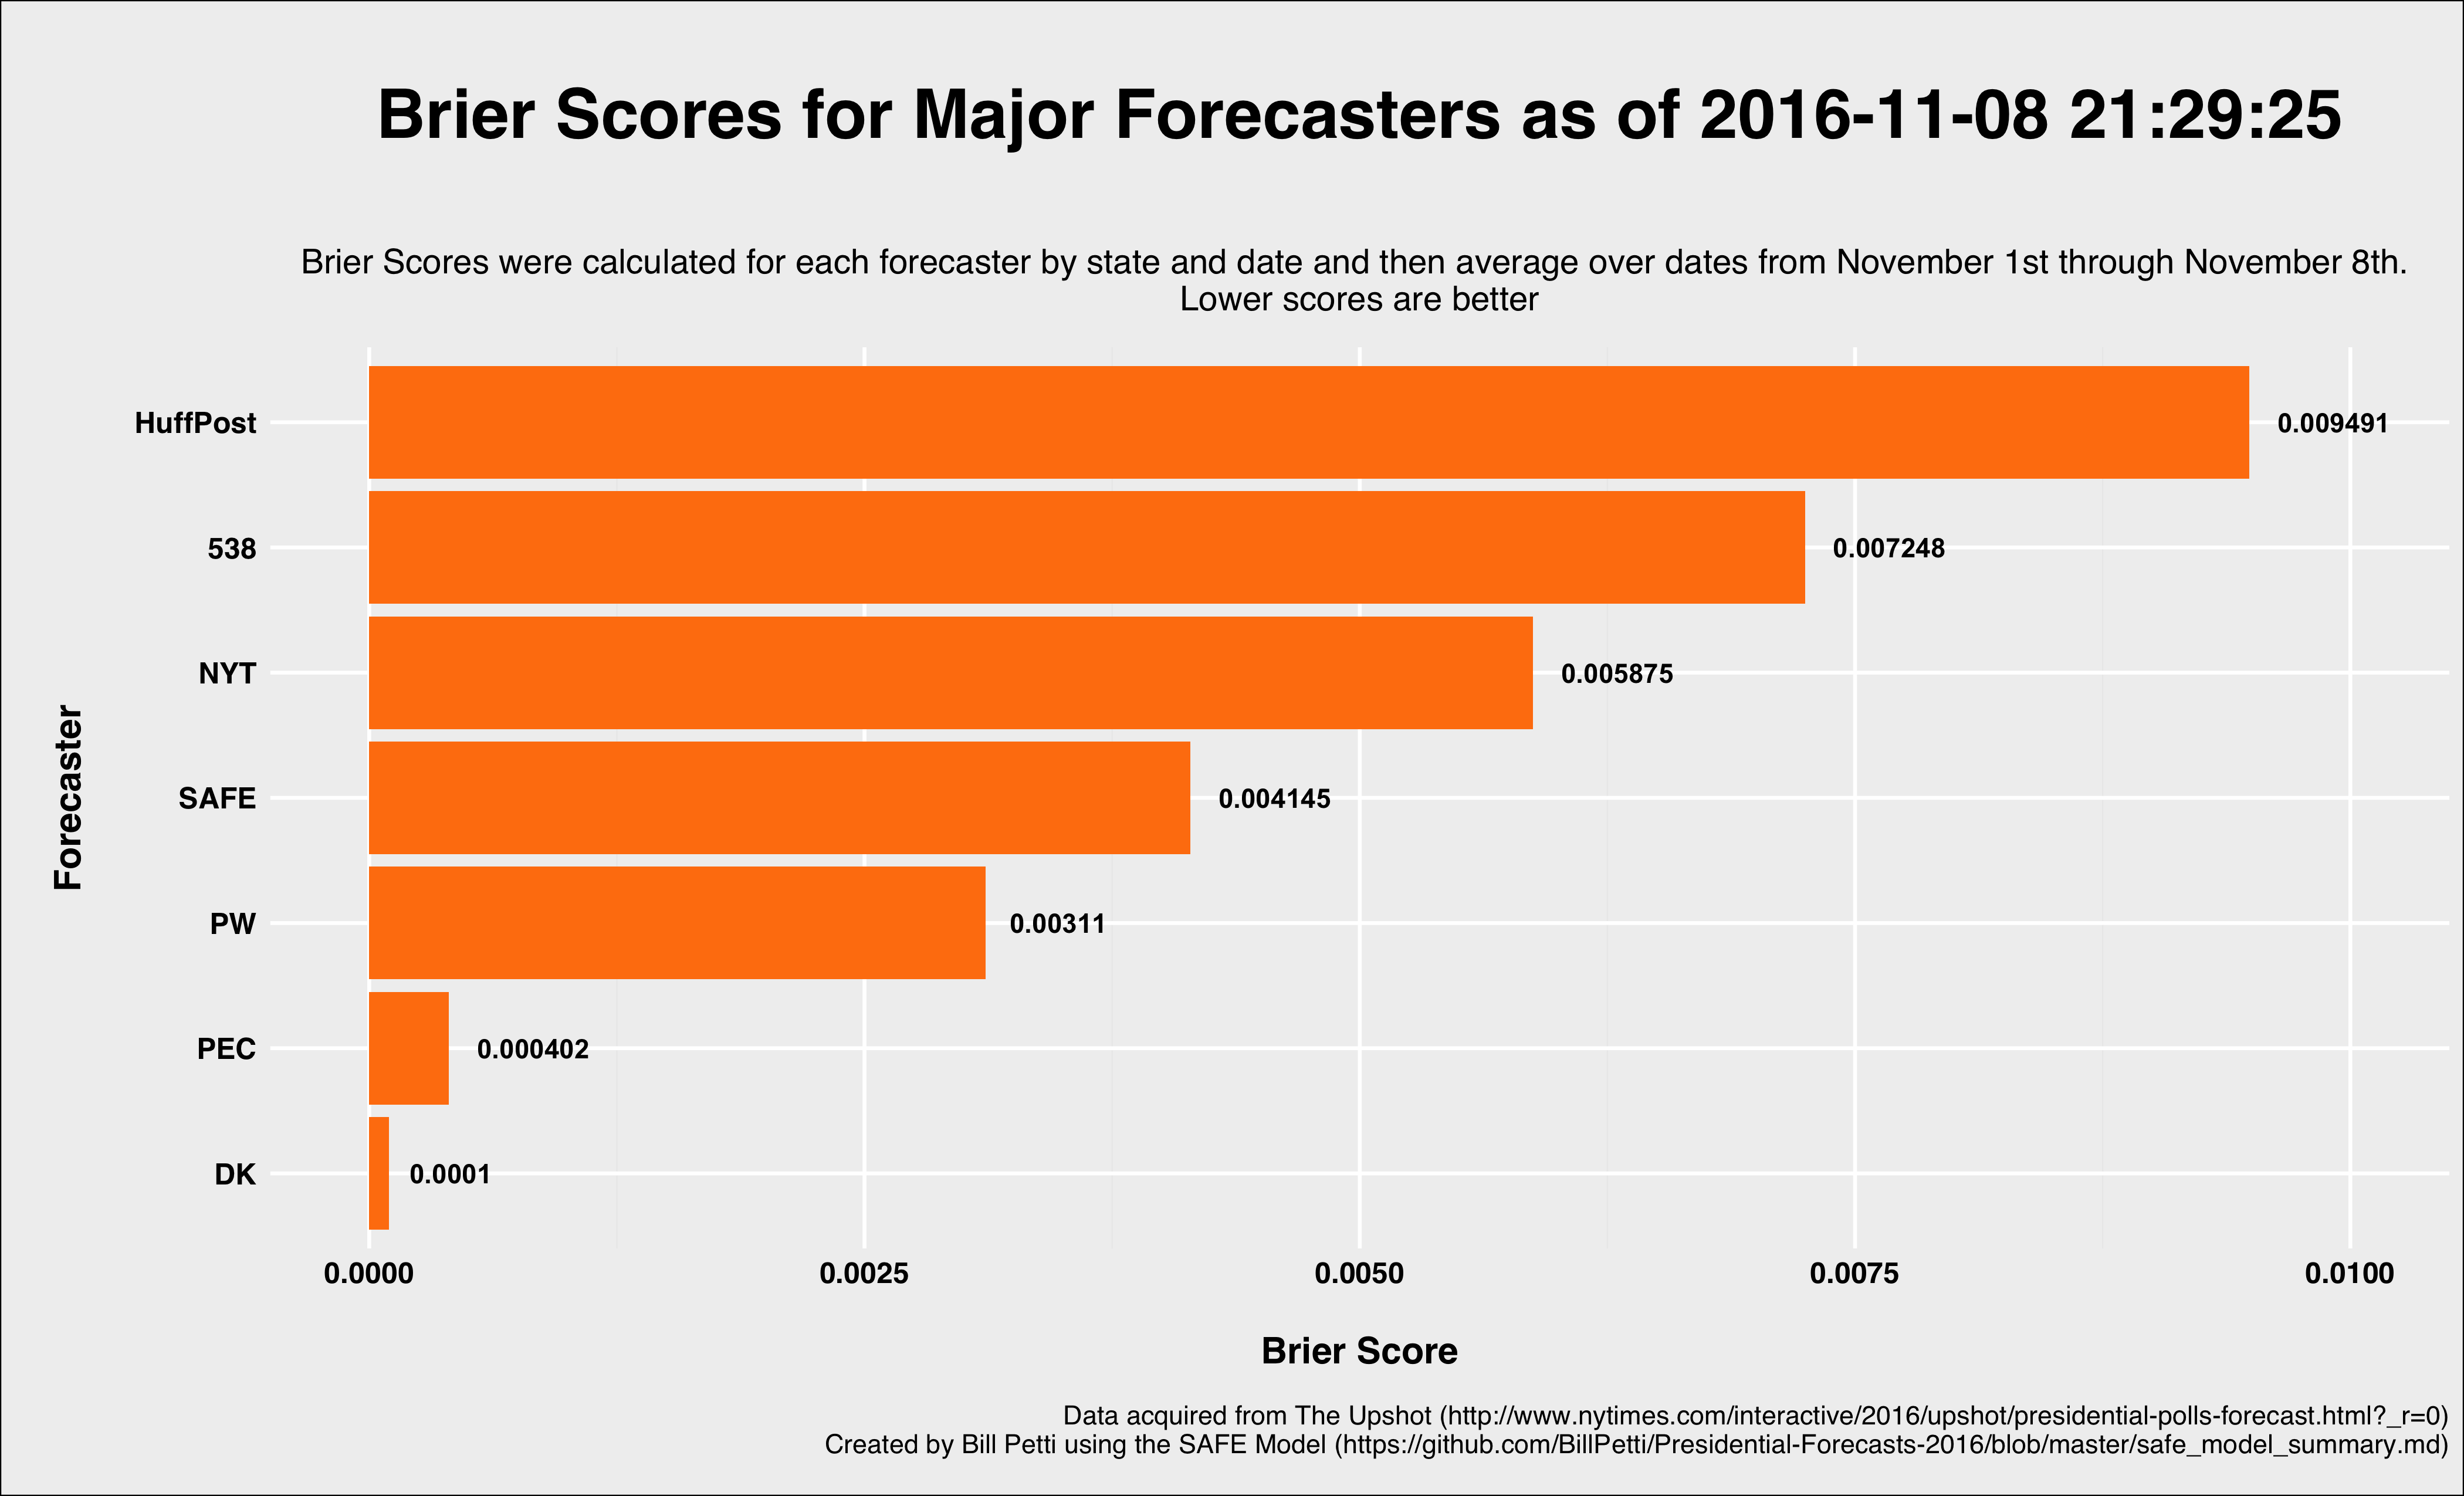 Brier Scores for Major Forecasters as of 2016-11-08 21:29:25
Brier Scores were calculated for each forecaster by state and date and then average over dates from November 1st through November 8th.
Lower scores are better
Forecaster
HuffPost 0.009491
538 0.007248
NYT 0.005875
SAFE 0.004145
PW 0.00311
PEC 0.000402
DK 0.0001
0.0000 0.0025 0.0050 0.0075 0.0100
Brier Score
Data acquired from The Upshot (http://www.nytimes.com/interactive/2016/upshot/presidential-polls-forecast.html?_r=0)
Created by Bill Petti using the SAFE Model (https://github.com/BillPetti/Presidential-Forecasts-2016/blob/master/safe_model_summary.md)